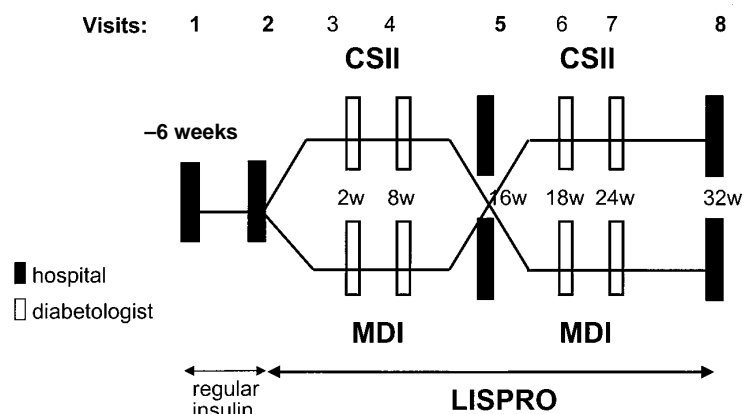 Visits: 1 2 3 4 5 6 7 8
CSII CSII
–6 weeks
2w 8w 16w 18w 24w 32w
hospital
diabetologist
MDI MDI
regular
insulin
LISPRO